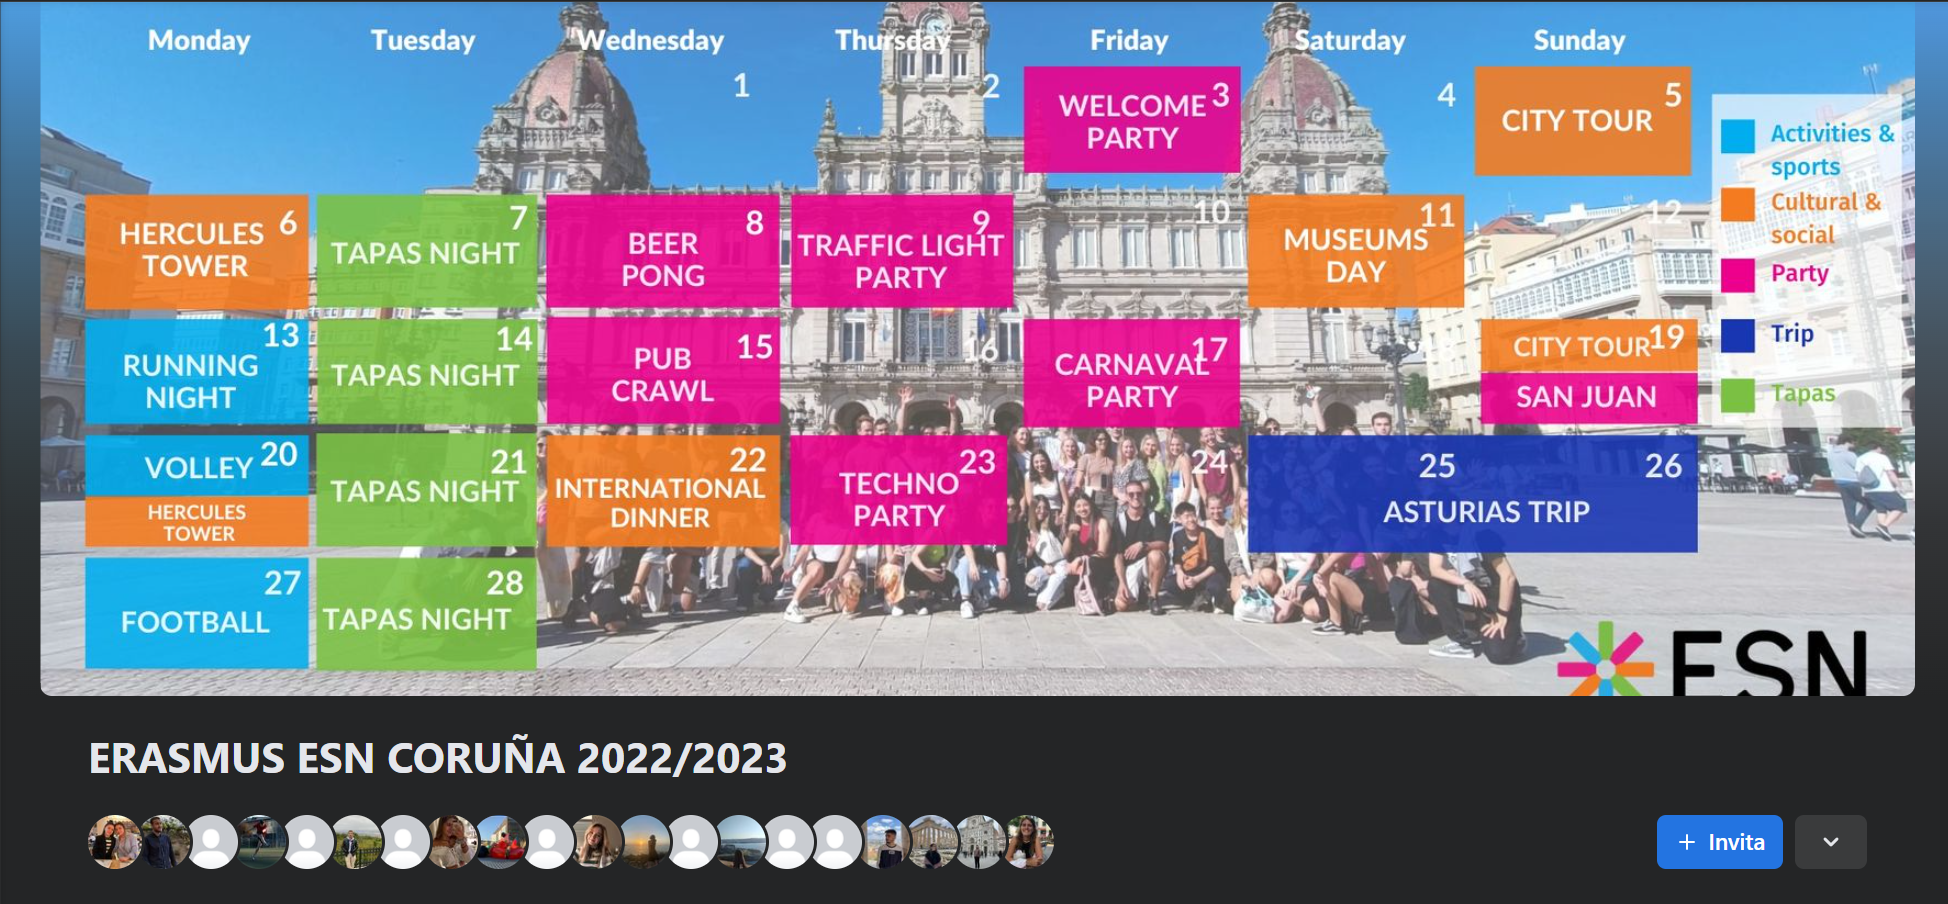 Monday Tuesday Wednesday Thursday Friday Saturday Sunday
1
2
WELCOME 3
PARTY
4
5
CITY TOUR
Activities &
sports
Cultural &
social
Party
Trip
Tapas
HERCULES 6
TOWER
7
TAPAS NIGHT
8
BEER
PONG
9
TRAFFIC LIGHT
PARTY
10
11
MUSEUMS
DAY
12
13
RUNNING
NIGHT
14
TAPAS NIGHT
15
PUB
CRAWL
16
17
CARNAVAL
PARTY
CITY TOUR 19
SAN JUAN
VOLLEY 20
HERCULES
TOWER
21
TAPAS NIGHT
22
INTERNATIONAL
DINNER
23
TECHNO
PARTY
24
25 26
ASTURIAS TRIP
27
FOOTBALL
28
TAPAS NIGHT
ESN
ERASMUS ESN CORUÑA 2022/2023
+ Invita